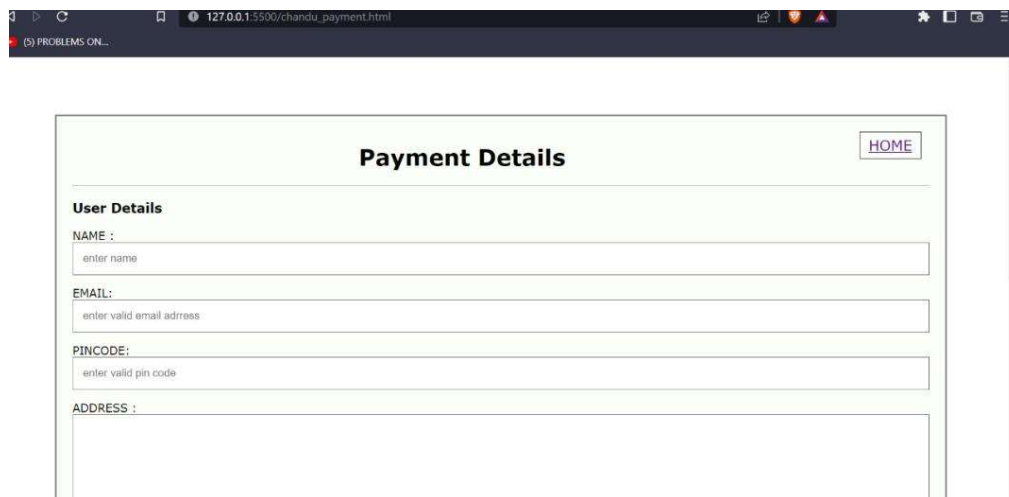 127.0.0.1:5500/chandu_payment.html
(5) PROBLEMS ON...
HOME
Payment Details
User Details
NAME :
enter name
EMAIL:
enter valid email adrress
PINCODE:
enter valid pin code
ADDRESS :